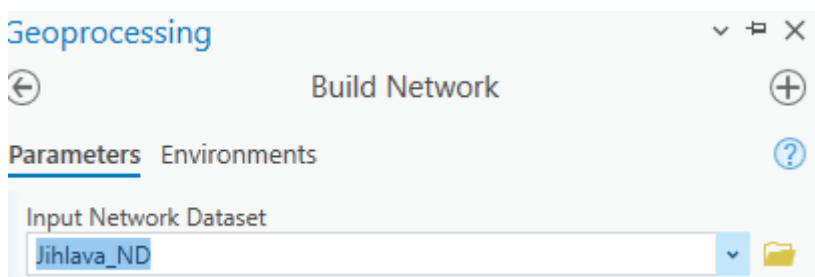 Geoprocessing
Build Network
Parameters Environments
Input Network Dataset
Jihlava_ND